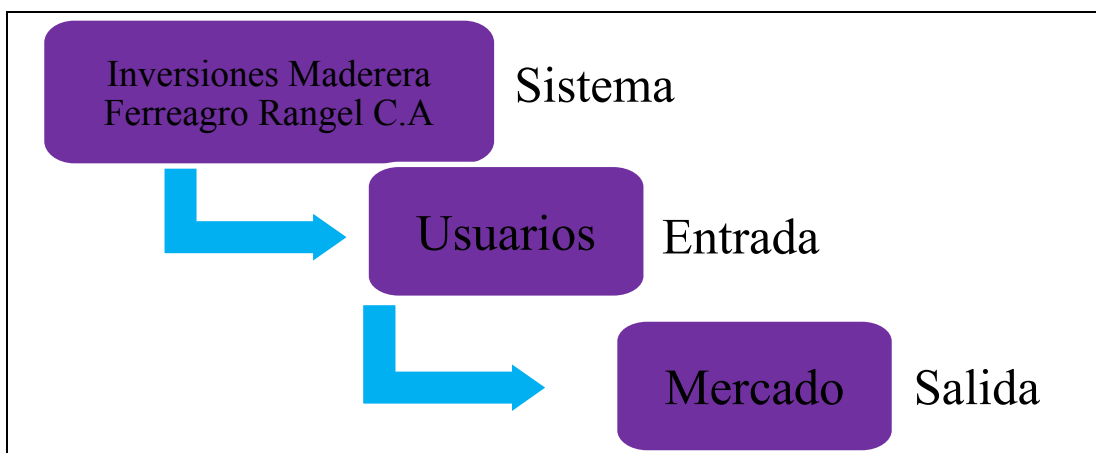 Inversiones Maderera
Ferreagro Rangel C.A
Sistema
Usuarios
Entrada
Mercado
Salida